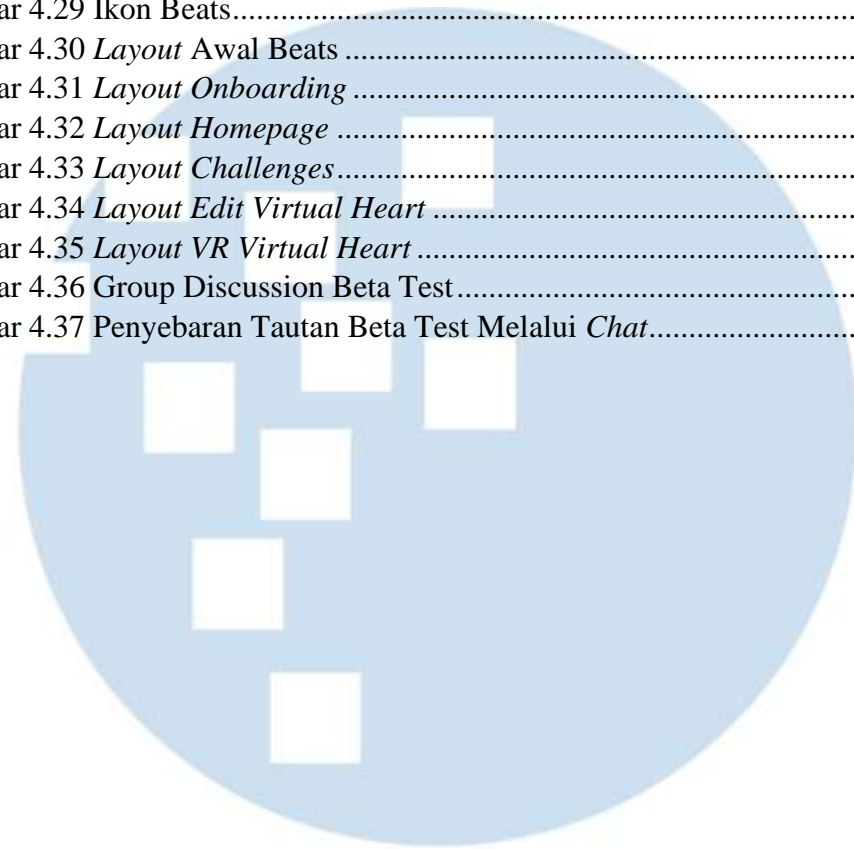 ar 4.29 Ikon Beats....................................................................................
ar 4.30 Layout Awal Beats ....................................................................
ar 4.31 Layout Onboarding ...................................................................
ar 4.32 Layout Homepage .....................................................................
ar 4.33 Layout Challenges.....................................................................
ar 4.34 Layout Edit Virtual Heart .........................................................
ar 4.35 Layout VR Virtual Heart ...........................................................
ar 4.36 Group Discussion Beta Test......................................................
ar 4.37 Penyebaran Tautan Beta Test Melalui Chat............................